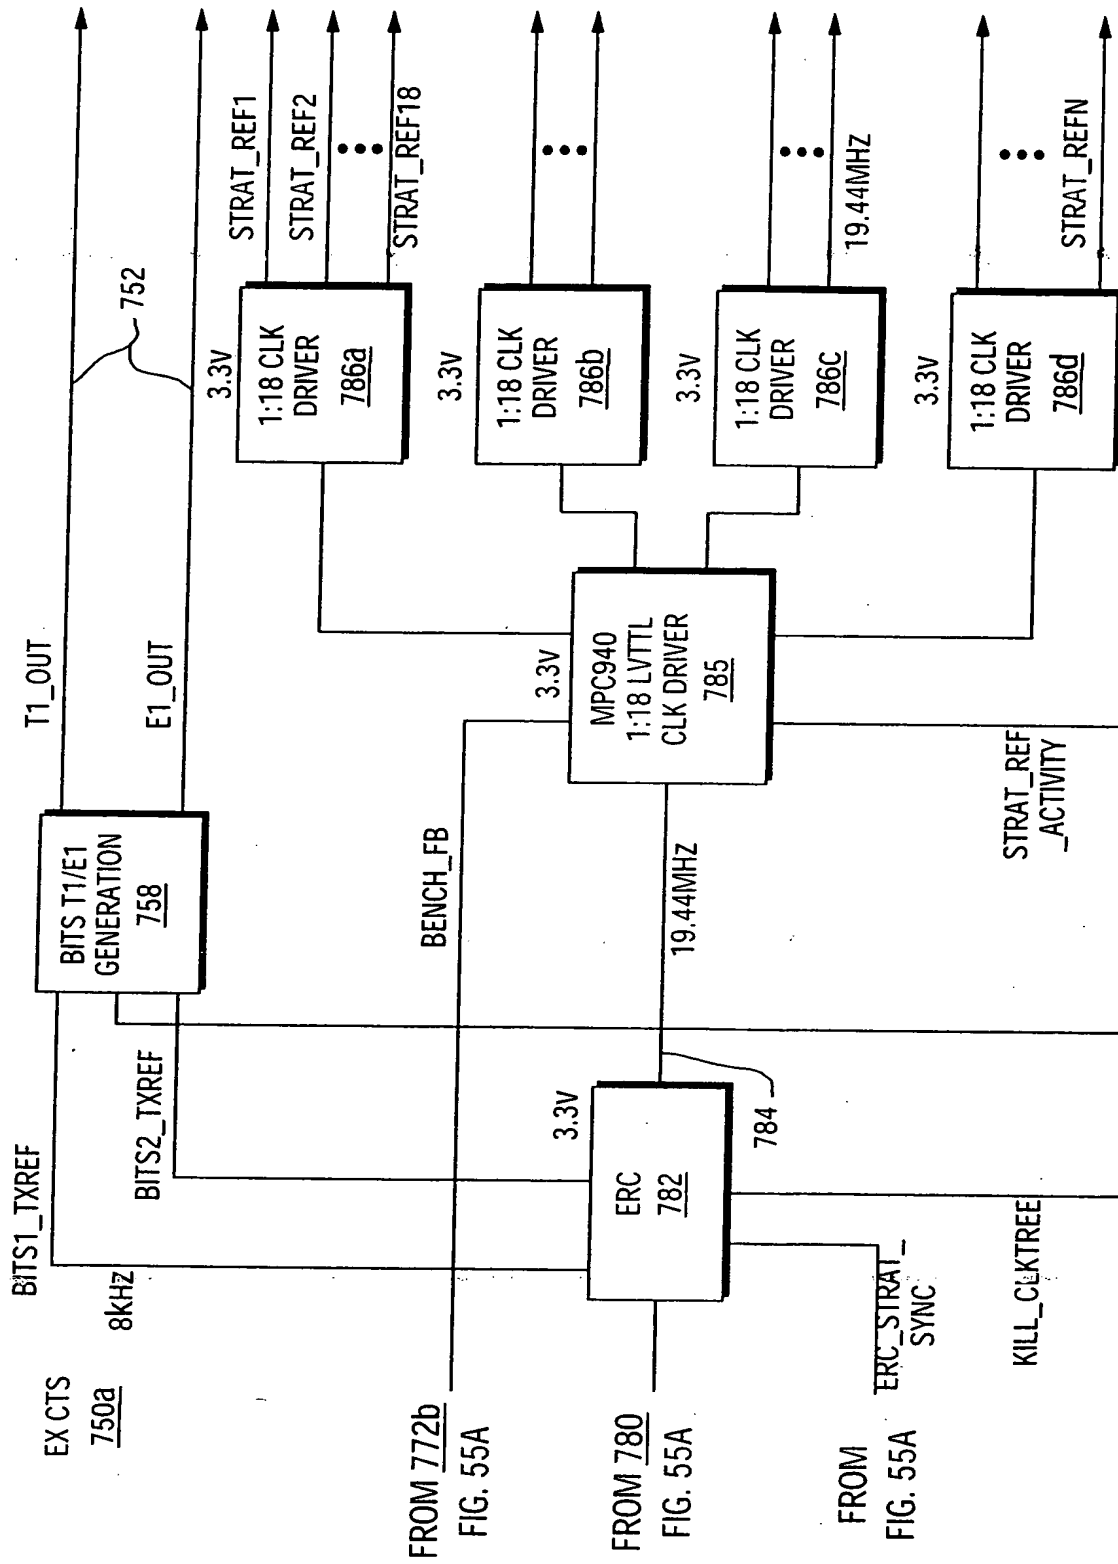 EX CTS
750a
BITS1_TXREF
8kHz
BITS2_TXREF
BITS T1/E1
GENERATION
758
T1_OUT
E1_OUT
752
FROM 772b
FIG. 55A
BENCH_FB
FROM 780
FIG. 55A
3.3V
ERC
782
784
19.44MHZ
FROM
FIG. 55A
ERC_STRAT_
SYNC
KILL_CLKTREE
3.3V
MPC940
1:18 LVTTL
CLK DRIVER
785
STRAT_REF
_ACTIVITY
3.3V
1:18 CLK
DRIVER
786a
STRAT_REF1
STRAT_REF2
STRAT_REF18
3.3V
1:18 CLK
DRIVER
786b
3.3V
1:18 CLK
DRIVER
786c
19.44MHZ
3.3V
1:18 CLK
DRIVER
786d
STRAT_REFN